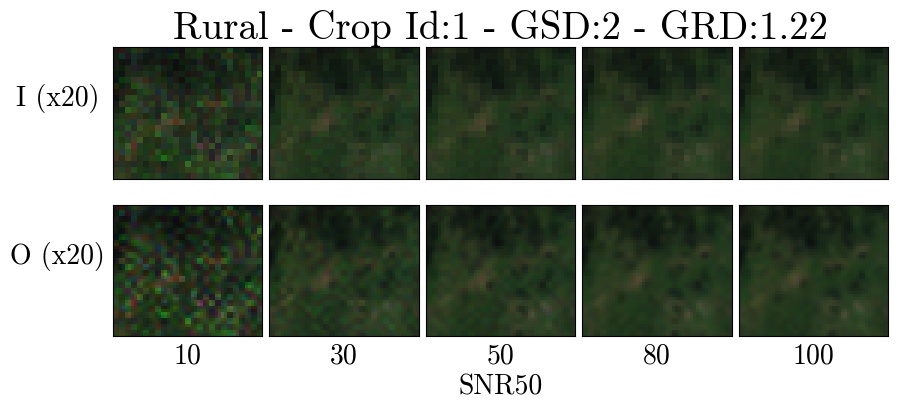 Rural - Crop Id:1 - GSD:2 - GRD:1.22
I (x20)
O (x20)
10 30 50 80 100
SNR50